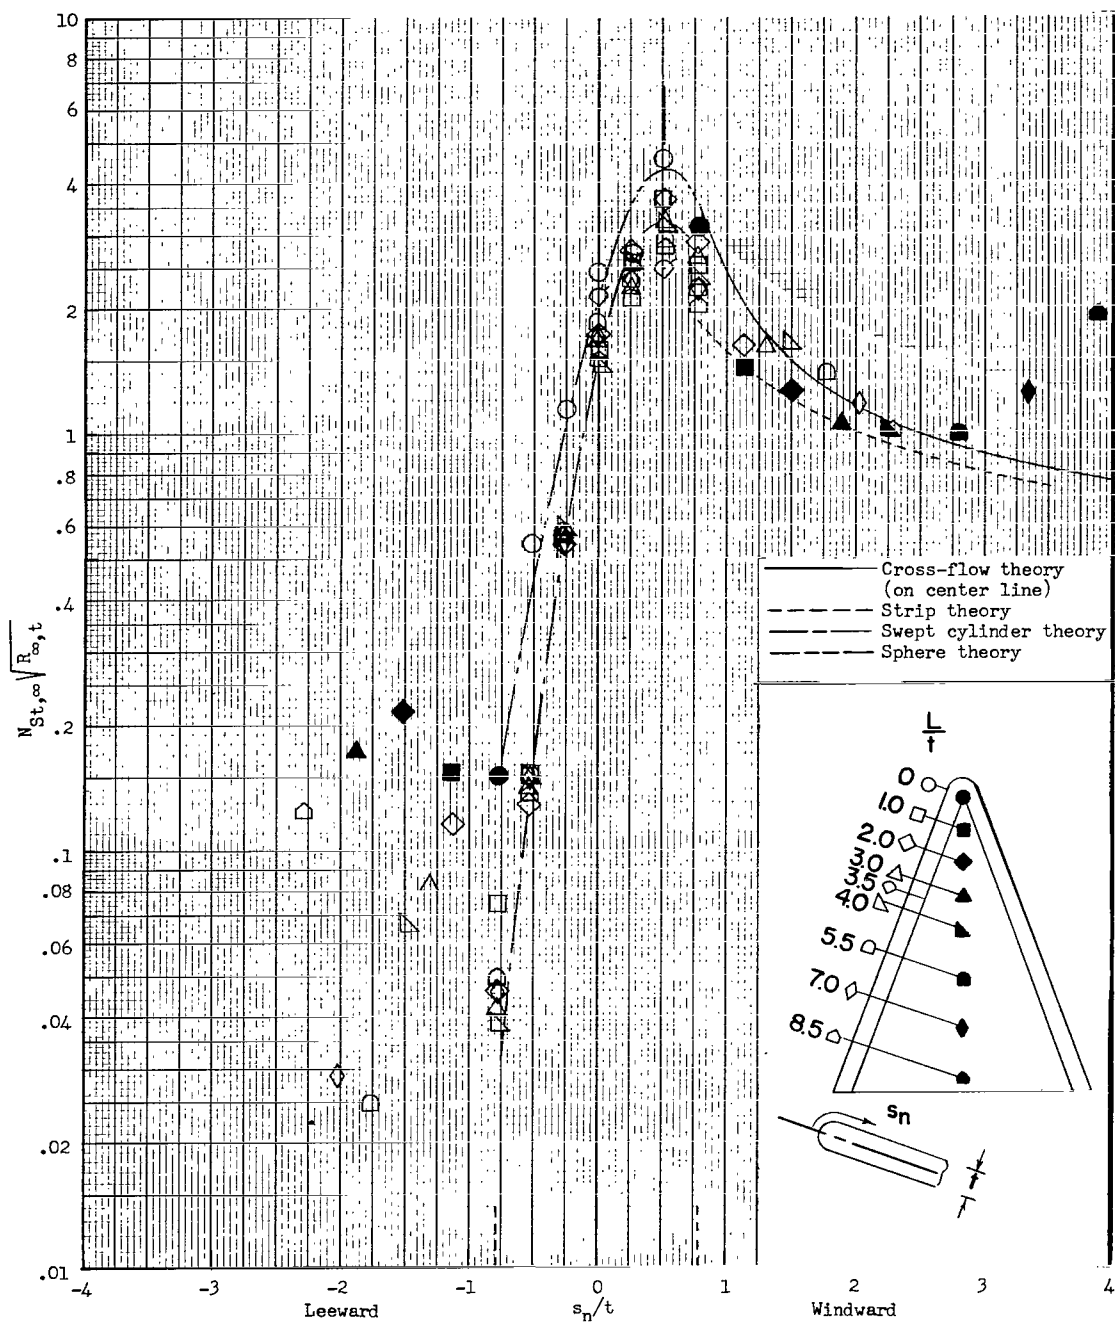 10
8
6
4
2
1
.8
.6
.4
.2
.1
.08
.06
.04
.02
.01
N_St,∞ √R_∞,t
-4 -3 -2 -1 0 1 2 3 4
Leeward s_n/t Windward
Cross-flow theory
(on center line)
Strip theory
Swept cylinder theory
Sphere theory
L/t
0
1.0
2.0
3.0
3.5
4.0
5.5
7.0
8.5
s_n
t